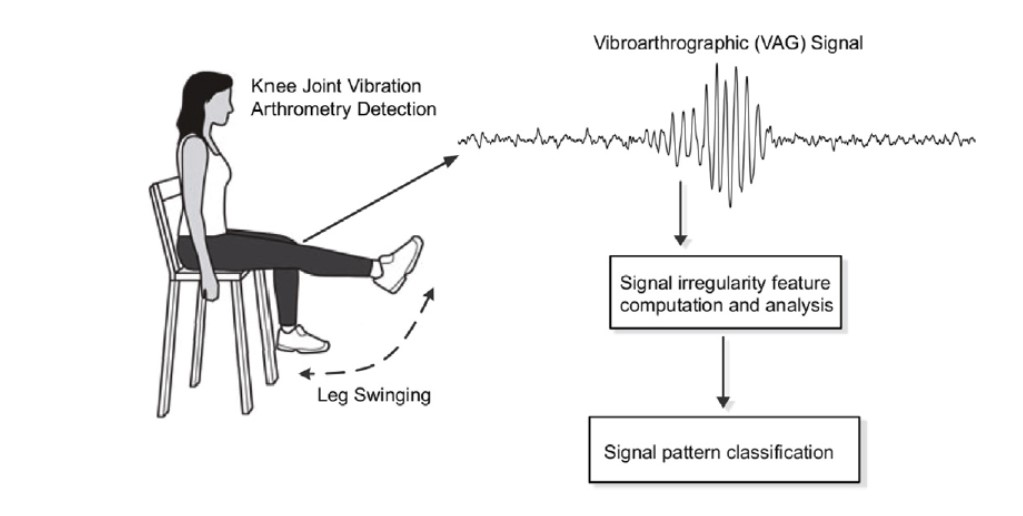 Vibroarthrographic (VAG) Signal
Knee Joint Vibration
Arthrometry Detection
Signal irregularity feature
computation and analysis
Leg Swinging
Signal pattern classification